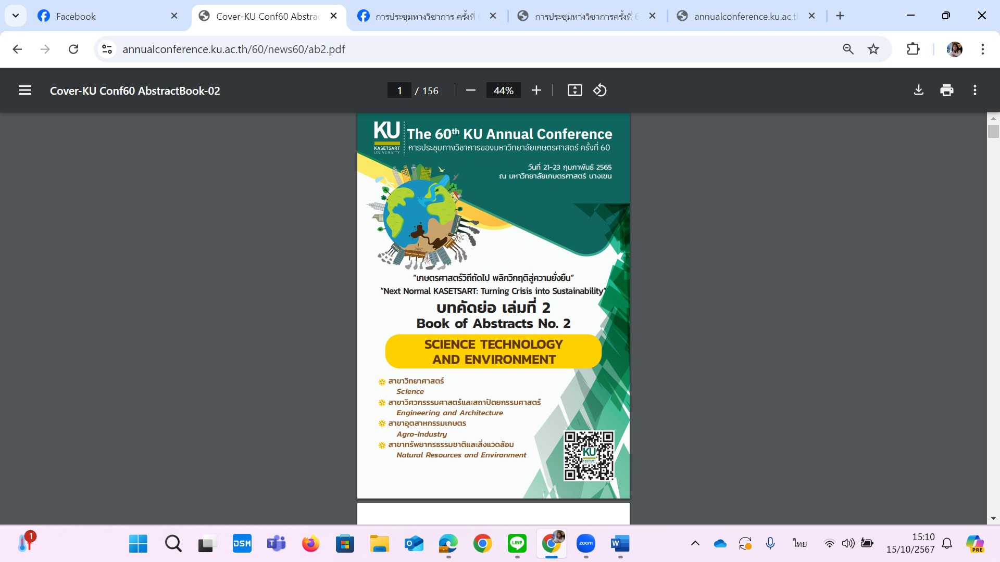 Facebook
Cover-KU Conf60 Abstrac
การประชุมทางวิชาการ ครั้งที่
การประชุมทางวิชาการครั้งที่ 6
annualconference.ku.ac.t
annualconference.ku.ac.th/60/news60/ab2.pdf
Cover-KU Conf60 AbstractBook-02
1 / 156
44%
KU
KASETSART
UNIVERSITY
The 60th KU Annual Conference
การประชุมทางวิชาการของมหาวิทยาลัยเกษตรศาสตร์ ครั้งที่ 60
วันที่ 21-23 กุมภาพันธ์ 2565
ณ มหาวิทยาลัยเกษตรศาสตร์ บางเขน
“เกษตรศาสตร์วิถีถัดไป พลิกวิกฤติสู่ความยั่งยืน”
“Next Normal KASETSART: Turning Crisis into Sustainability”
บทคัดย่อ เล่มที่ 2
Book of Abstracts No. 2
SCIENCE TECHNOLOGY
AND ENVIRONMENT
สาขาวิทยาศาสตร์
Science
สาขาวิศวกรรรมศาสตร์และสถาปัตยกรรมศาสตร์
Engineering and Architecture
สาขาอุตสาหกรรมเกษตร
Agro-Industry
สาขาทรัพยากรธรรมชาติและสิ่งแวดล้อม
Natural Resources and Environment
KU
1
DSM
LINE
zoom
W
ไทย
15:10
15/10/2567
PRE